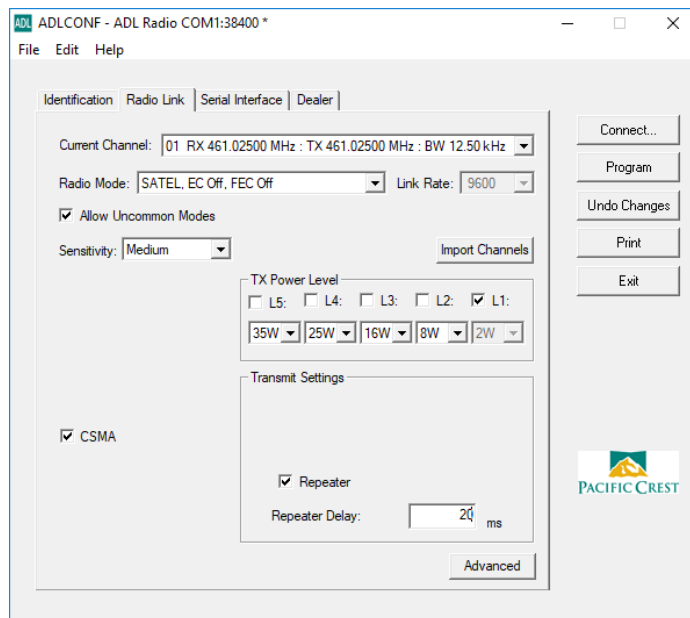 ADL ADLCONF - ADL Radio COM1:38400 *
File Edit Help
Identification Radio Link Serial Interface Dealer
Current Channel: 01 RX 461.02500 MHz : TX 461.02500 MHz : BW 12.50 kHz
Radio Mode: SATEL, EC Off, FEC Off Link Rate: 9600
Allow Uncommon Modes
Sensitivity: Medium Import Channels
TX Power Level
L5: L4: L3: L2: L1:
35W 25W 16W 8W 2W
Transmit Settings
CSMA
Repeater
Repeater Delay: 20 ms
Advanced
Connect...
Program
Undo Changes
Print
Exit
PACIFIC CREST